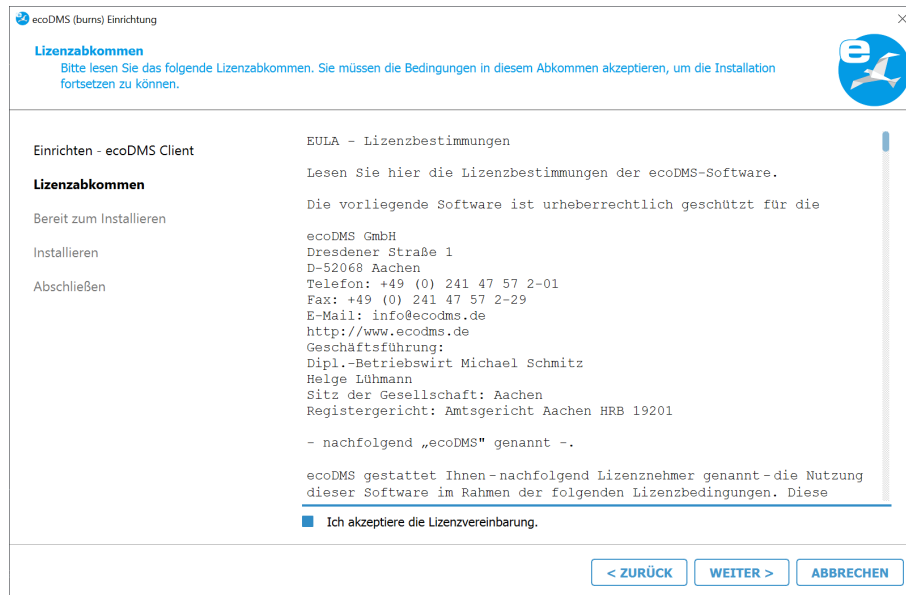 ecoDMS (burns) Einrichtung
Lizenzabkommen
Bitte lesen Sie das folgende Lizenzabkommen. Sie müssen die Bedingungen in diesem Abkommen akzeptieren, um die Installation
fortsetzen zu können.
e
Einrichten - ecoDMS Client
Lizenzabkommen
Bereit zum Installieren
Installieren
Abschließen
EULA - Lizenzbestimmungen
Lesen Sie hier die Lizenzbestimmungen der ecoDMS-Software.
Die vorliegende Software ist urheberrechtlich geschützt für die
ecoDMS GmbH
Dresdener Straße 1
D-52068 Aachen
Telefon: +49 (0) 241 47 57 2-01
Fax: +49 (0) 241 47 57 2-29
E-Mail: info@ecodms.de
http://www.ecodms.de
Geschäftsführung:
Dipl.-Betriebswirt Michael Schmitz
Helge Lühmann
Sitz der Gesellschaft: Aachen
Registergericht: Amtsgericht Aachen HRB 19201
- nachfolgend „ecoDMS" genannt -.
ecoDMS gestattet Ihnen – nachfolgend Lizenznehmer genannt – die Nutzung
dieser Software im Rahmen der folgenden Lizenzbedingungen. Diese
Ich akzeptiere die Lizenzvereinbarung.
< ZURÜCK
WEITER >
ABBRECHEN